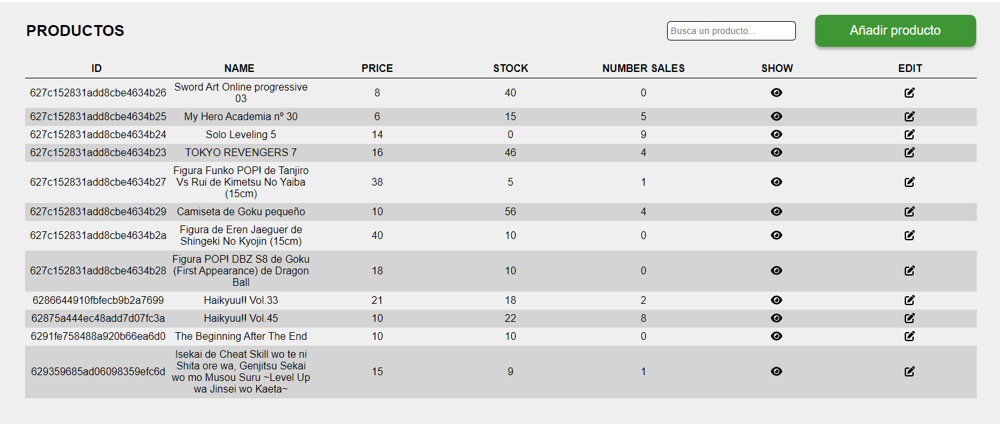 PRODUCTOS
Busca un producto...
Añadir producto
ID NAME PRICE STOCK NUMBER SALES SHOW EDIT
627c152831add8cbe4634b26 Sword Art Online progressive 8 40 0
03
627c152831add8cbe4634b25 My Hero Academia nº 30 6 15 5
627c152831add8cbe4634b24 Solo Leveling 5 14 0 9
627c152831add8cbe4634b23 TOKYO REVENGERS 7 16 46 4
Figura Funko POP! de Tanjiro
627c152831add8cbe4634b27 Vs Rui de Kimetsu No Yaiba 38 5 1
(15cm)
627c152831add8cbe4634b29 Camiseta de Goku pequeño 10 56 4
627c152831add8cbe4634b2a Figura de Eren Jaeguer de 40 10 0
Shingeki No Kyojin (15cm)
Figura POP! DBZ S8 de Goku
627c152831add8cbe4634b28 (First Appearance) de Dragon 18 10 0
Ball
6286644910fbfecb9b2a7699 Haikyuu!! Vol.33 21 18 2
62875a444ec48add7d07fc3a Haikyuu!! Vol.45 10 22 8
6291fe758488a920b66ea6d0 The Beginning After The End 10 10 0
Isekai de Cheat Skill wo te ni
629359685ad06098359efc6d Shita ore wa, Genjitsu Sekai 15 9 1
wo mo Musou Suru ~Level Up
wa Jinsei wo Kaeta~